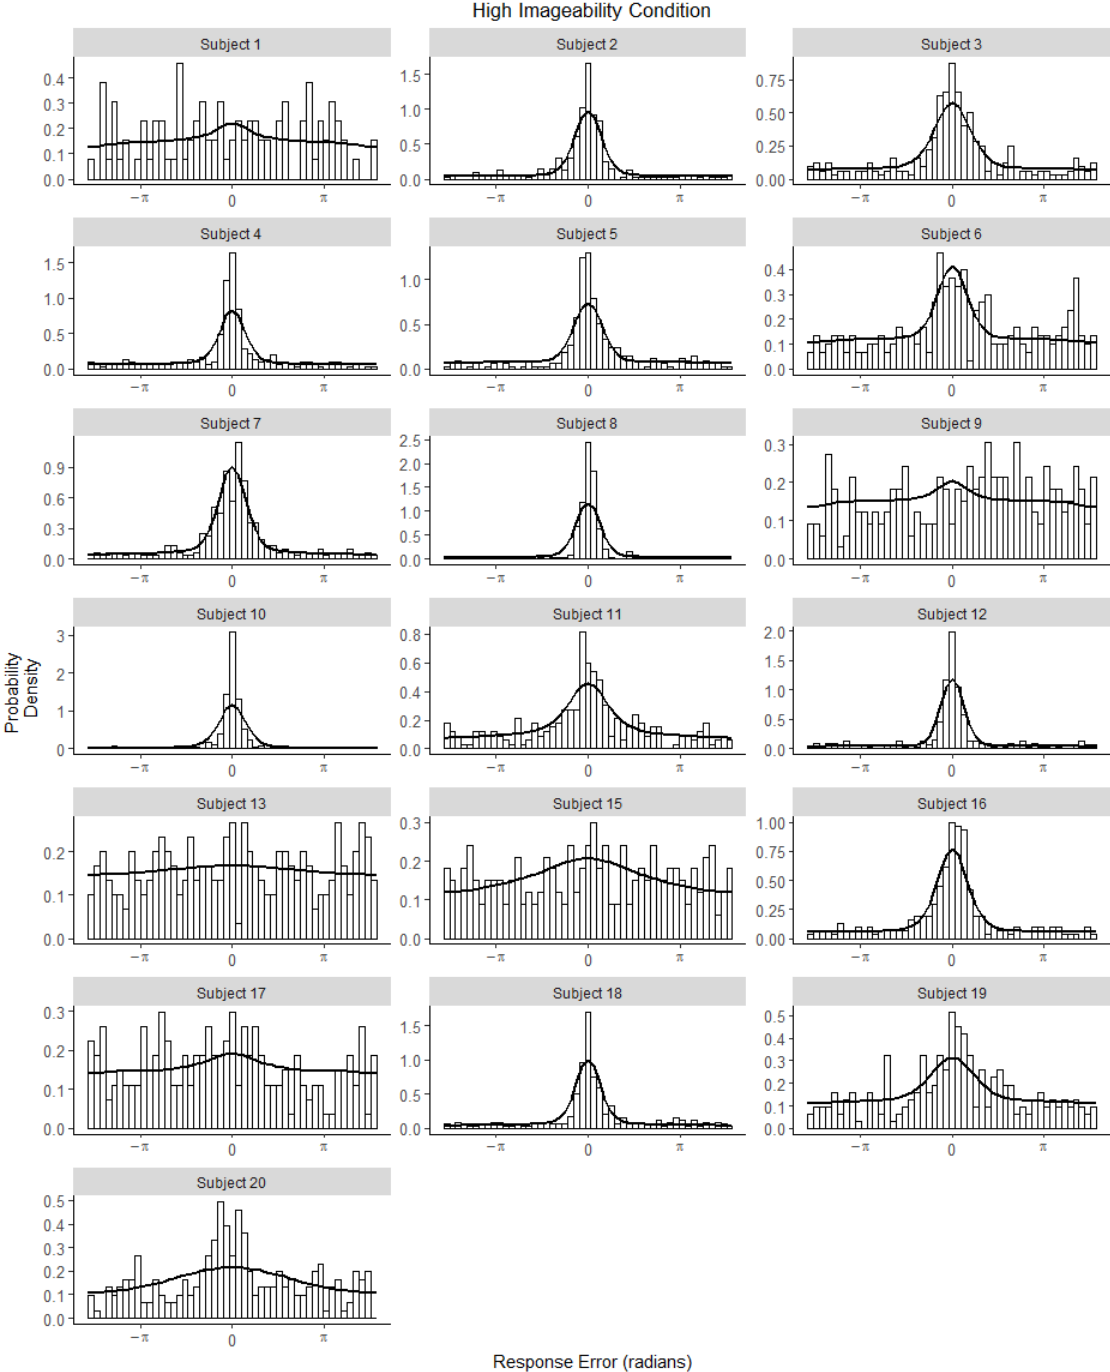 High Imageability Condition
Subject 1 Subject 2 Subject 3
0.4 0.3 0.2 0.1 0.0
1.5 1.0 0.5 0.0
0.75 0.50 0.25 0.00
−π 0 π −π 0 π −π 0 π
Subject 4 Subject 5 Subject 6
1.5 1.0 0.5 0.0
1.0 0.5 0.0
0.4 0.3 0.2 0.1 0.0
−π 0 π −π 0 π −π 0 π
Subject 7 Subject 8 Subject 9
0.9 0.6 0.3 0.0
2.5 2.0 1.5 1.0 0.5 0.0
0.3 0.2 0.1 0.0
−π 0 π −π 0 π −π 0 π
Subject 10 Subject 11 Subject 12
3 2 1 0
0.8 0.6 0.4 0.2 0.0
2.0 1.5 1.0 0.5 0.0
−π 0 π −π 0 π −π 0 π
Probability
Density
Subject 13 Subject 15 Subject 16
0.2 0.1 0.0
0.3 0.2 0.1 0.0
1.00 0.75 0.50 0.25 0.00
−π 0 π −π 0 π −π 0 π
Subject 17 Subject 18 Subject 19
0.3 0.2 0.1 0.0
1.5 1.0 0.5 0.0
0.5 0.4 0.3 0.2 0.1 0.0
−π 0 π −π 0 π −π 0 π
Subject 20
0.5 0.4 0.3 0.2 0.1 0.0
−π 0 π
Response Error (radians)